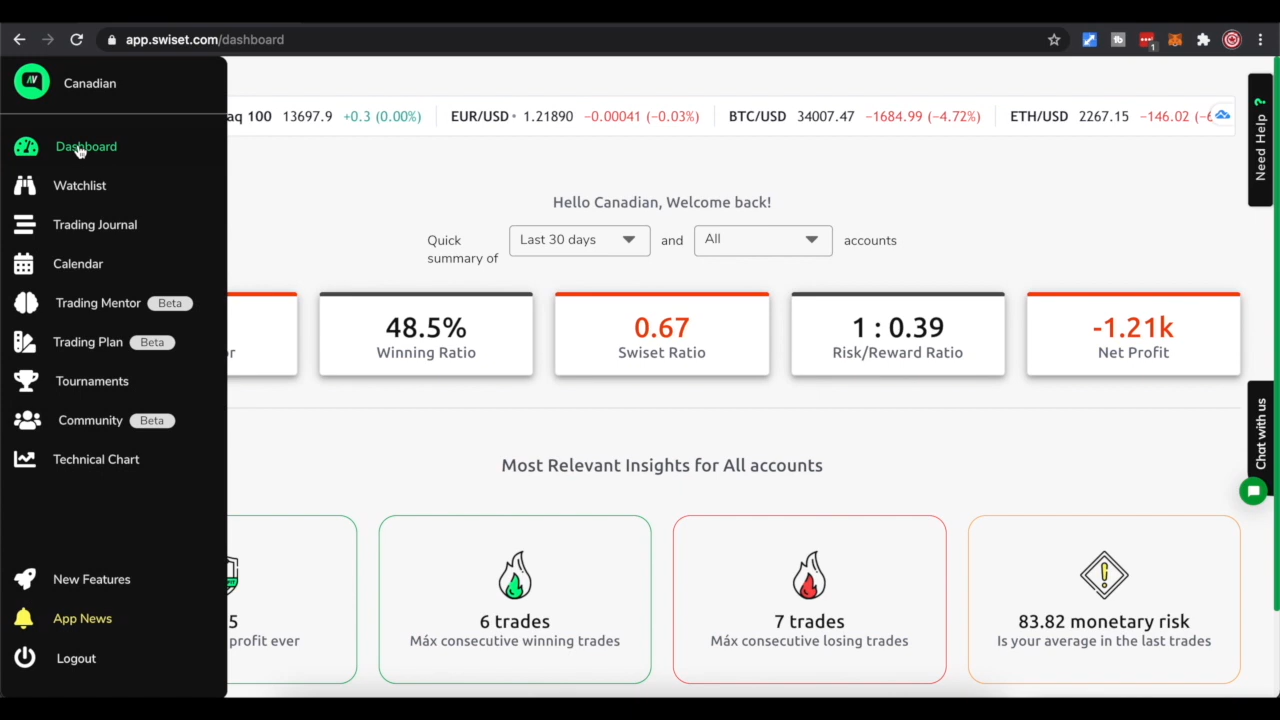 app.swiset.com/dashboard
1
Canadian
Dashboard
Watchlist
Trading Journal
Calendar
Trading Mentor Beta
Trading Plan Beta
Tournaments
Community Beta
Technical Chart
New Features
App News
Logout
aq 100 13697.9 +0.3 (0.00%) EUR/USD 1.21890 −0.00041 (−0.03%) BTC/USD 34007.47 −1684.99 (−4.72%) ETH/USD 2267.15 −146.02
Hello Canadian, Welcome back!
Quick summary of Last 30 days and All accounts
48.5%
Winning Ratio
0.67
Swiset Ratio
1 : 0.39
Risk/Reward Ratio
-1.21k
Net Profit
Most Relevant Insights for All accounts
5
profit ever
6 trades
Máx consecutive winning trades
7 trades
Máx consecutive losing trades
83.82 monetary risk
Is your average in the last trades
Need Help ?
Chat with us